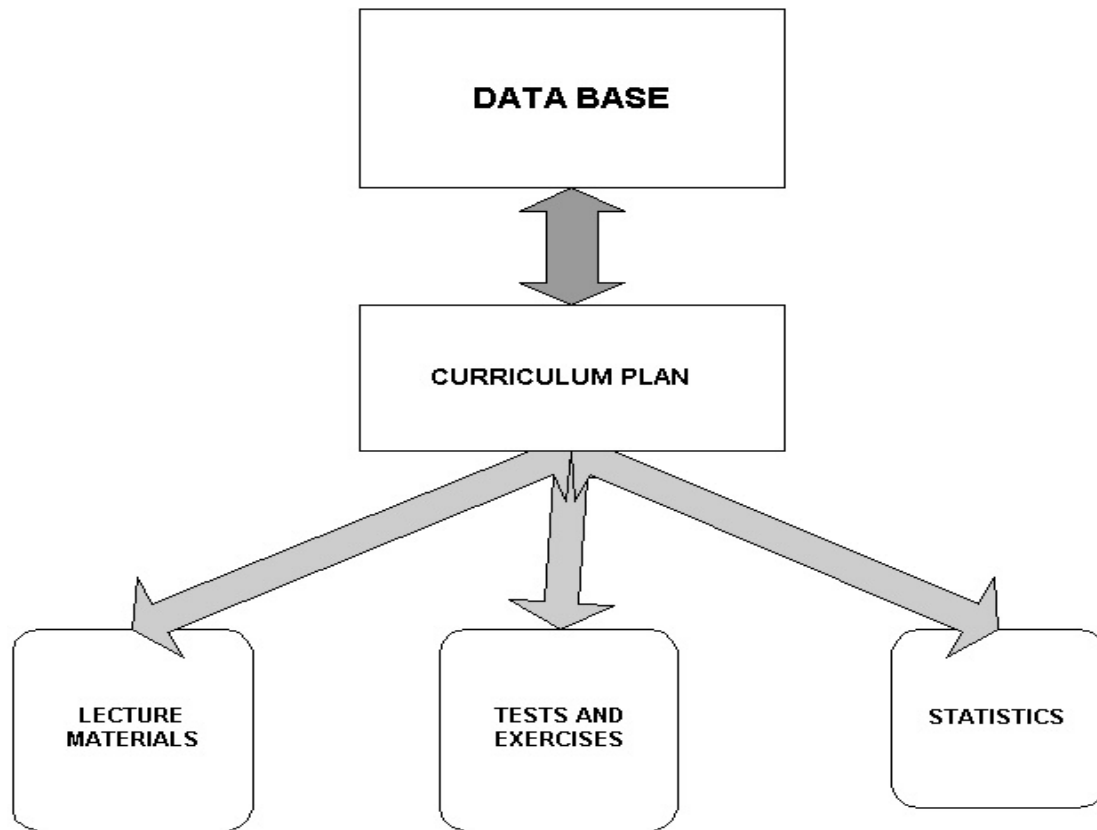 DATA BASE
CURRICULUM PLAN
LECTURE
MATERIALS
TESTS AND
EXERCISES
STATISTICS